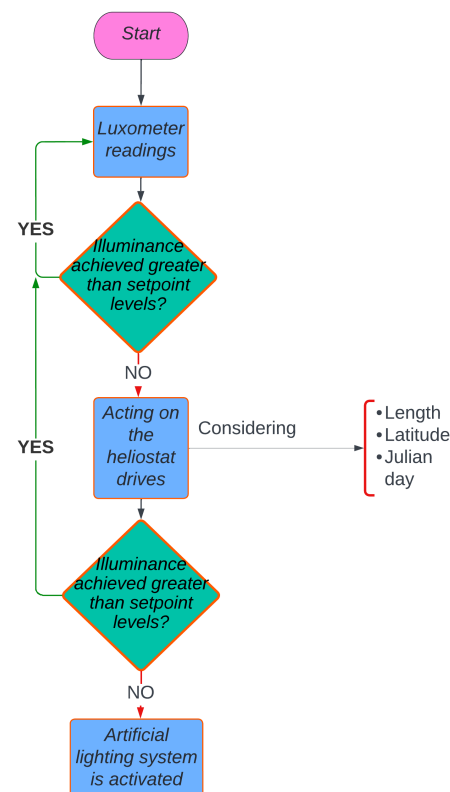 Start
Luxometer
readings
YES
Illuminance
achieved greater
than setpoint
levels?
NO
Acting on
the
heliostat
drives
Considering
•Length
•Latitude
•Julian
day
YES
Illuminance
achieved greater
than setpoint
levels?
NO
Artificial
lighting system
is activated